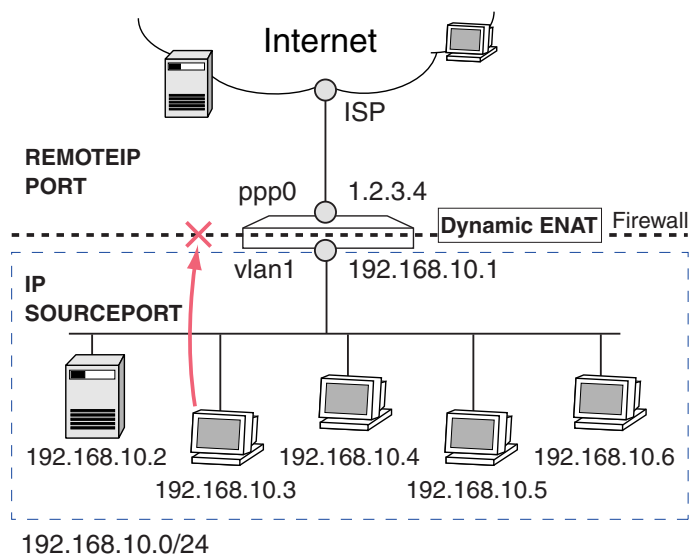 Internet
ISP
REMOTEIP
PORT
ppp0
1.2.3.4
Dynamic ENAT
Firewall
vlan1
192.168.10.1
IP
SOURCEPORT
192.168.10.2
192.168.10.3
192.168.10.4
192.168.10.5
192.168.10.6
192.168.10.0/24